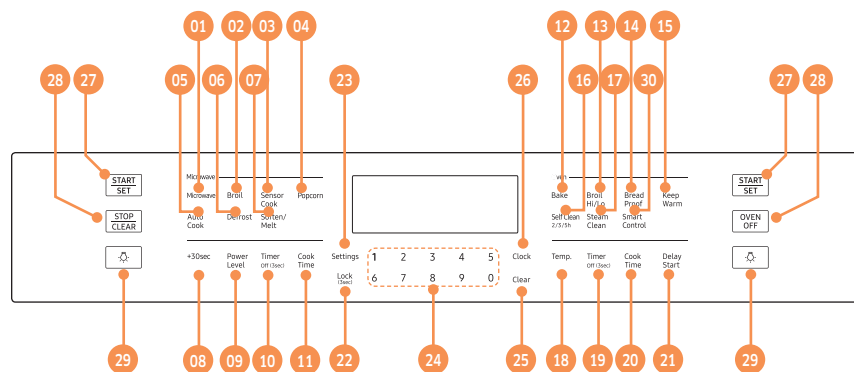 01 02 03 04 12 13 14 15
28 27 05 06 07 23 26 16 17 30 27 28
Microwave
ven
START
SET
Microwave Broil Sensor
Cook Popcorn
Bake Broil
Hi/Lo Bread
Proof Keep
Warm
START
SET
STOP
CLEAR
Auto
Cook Defrost Soften/
Melt
Self Clean
2/3/5h Steam
Clean Smart
Control
OVEN
OFF
+30sec Power
Level Timer
Off (3sec) Cook
Time
Settings 1 2 3 4 5 Clock
Lock
(3sec) 6 7 8 9 0 Clear
Temp. Timer
Off (3sec) Cook
Time Delay
Start
29 08 09 10 11 22 24 25 18 19 20 21 29